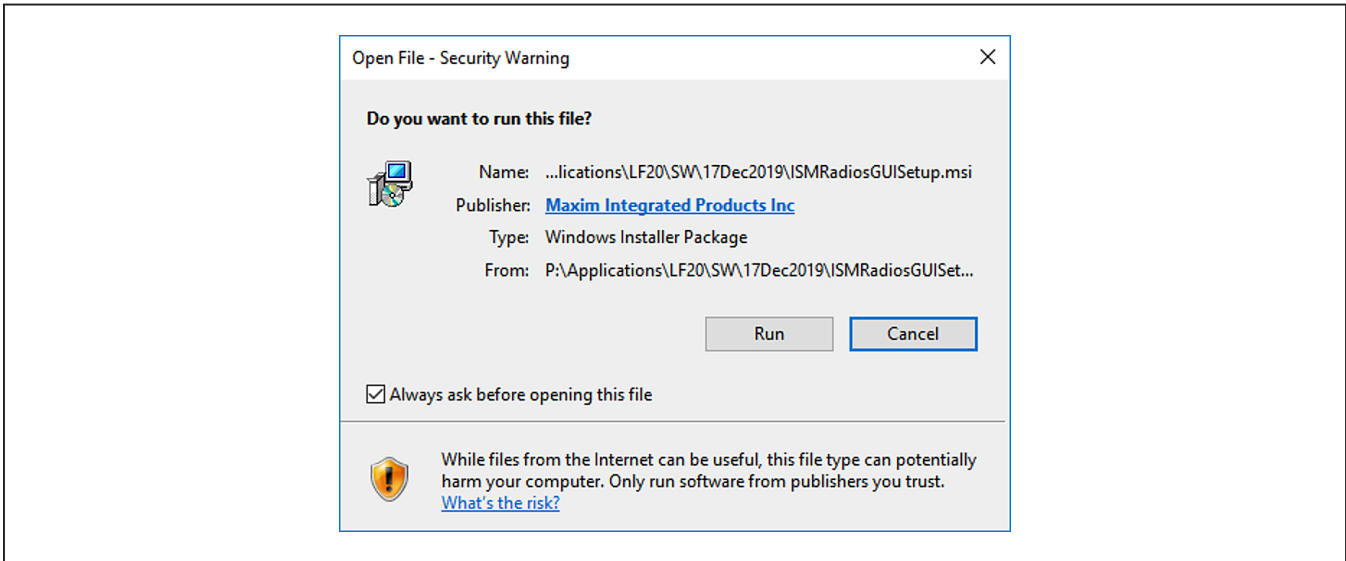 Open File - Security Warning
Do you want to run this file?
Name: ...lications\LF20\SW\17Dec2019\ISMRadiosGUISetup.msi
Publisher: Maxim Integrated Products Inc
Type: Windows Installer Package
From: P:\Applications\LF20\SW\17Dec2019\ISMRadiosGUISet...
Run Cancel
Always ask before opening this file
While files from the Internet can be useful, this file type can potentially
harm your computer. Only run software from publishers you trust.
What's the risk?